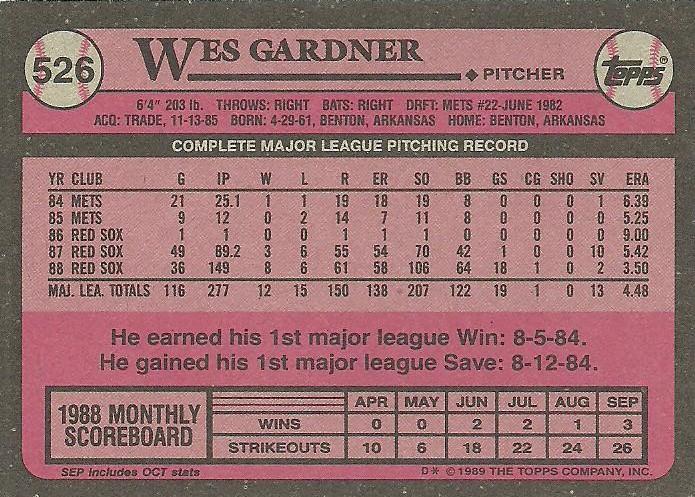 526 WES GARDNER
◆ PITCHER
TOPPS®
6'4" 203 lb. THROWS: RIGHT BATS: RIGHT DRFT: METS #22-JUNE 1982
ACQ: TRADE, 11-13-85 BORN: 4-29-61, BENTON, ARKANSAS HOME: BENTON, ARKANSAS
COMPLETE MAJOR LEAGUE PITCHING RECORD
YR CLUB G IP W L R ER SO BB GS CG SHO SV ERA
84 METS 21 25.1 1 1 19 18 19 8 0 0 0 1 6.39
85 METS 9 12 0 2 14 7 11 8 0 0 0 0 5.25
86 RED SOX 1 1 0 0 1 1 1 0 0 0 0 0 9.00
87 RED SOX 49 89.2 3 6 55 54 70 42 1 0 0 10 5.42
88 RED SOX 36 149 8 6 61 58 106 64 18 1 0 2 3.50
MAJ. LEA. TOTALS 116 277 12 15 150 138 207 122 19 1 0 13 4.48
He earned his 1st major league Win: 8-5-84.
He gained his 1st major league Save: 8-12-84.
1988 MONTHLY SCOREBOARD
APR MAY JUN JUL AUG SEP
WINS 0 0 2 2 1 3
STRIKEOUTS 10 6 18 22 24 26
SEP includes OCT stats D* © 1989 THE TOPPS COMPANY, INC.